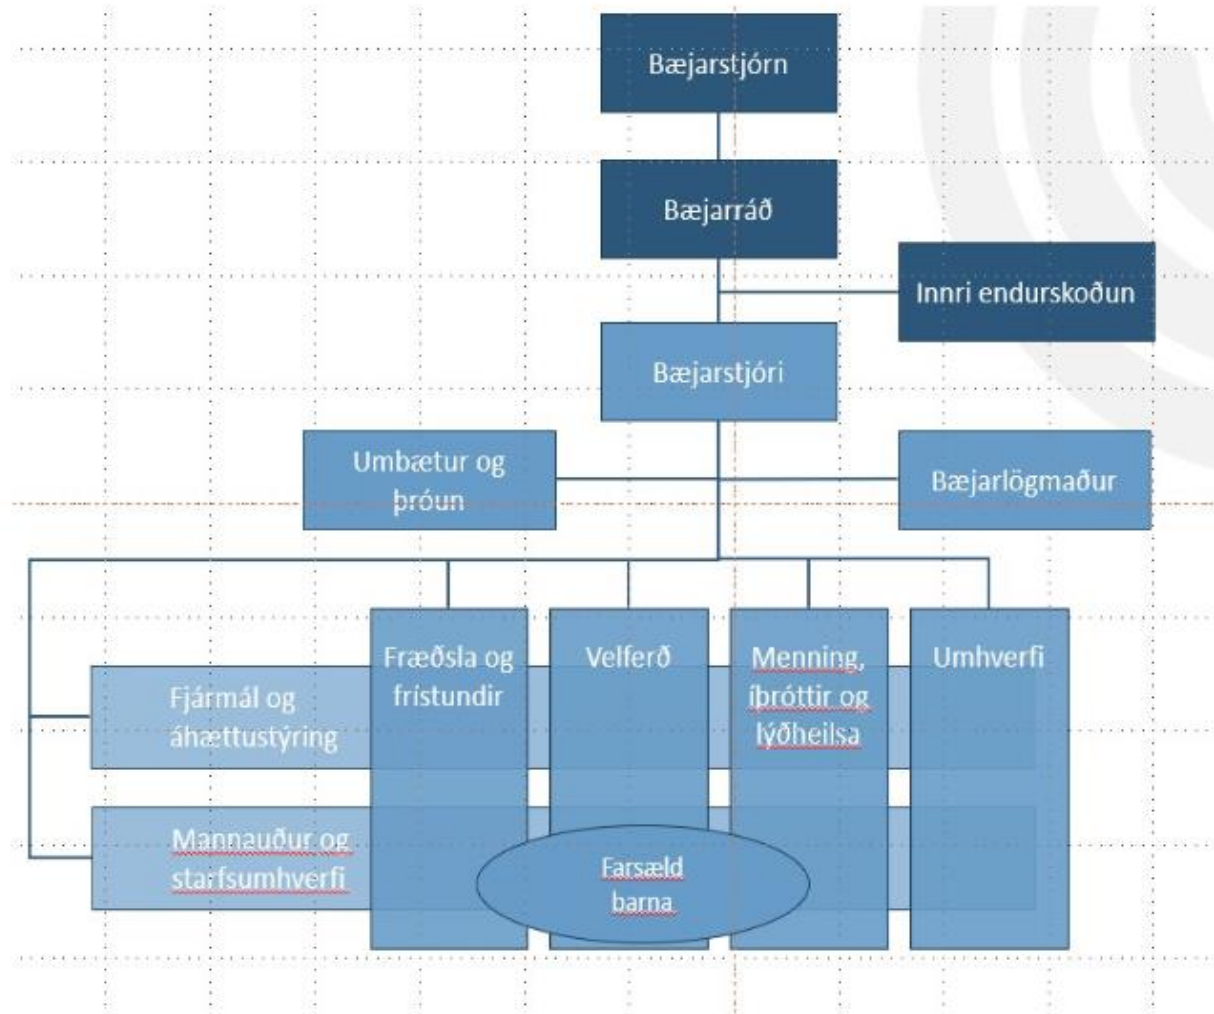 Bæjarstjórn
Bæjarráð
Innri endurskoðun
Bæjarstjóri
Umbætur og
þróun
Bæjarlögmaður
Fræðsla og
frístundir
Velferð
Menning,
íþróttir og
lýðheilsa
Umhverfi
Fjármál og
áhættustýring
Mannauður og
starfsumhverfi
Farsæld
barna